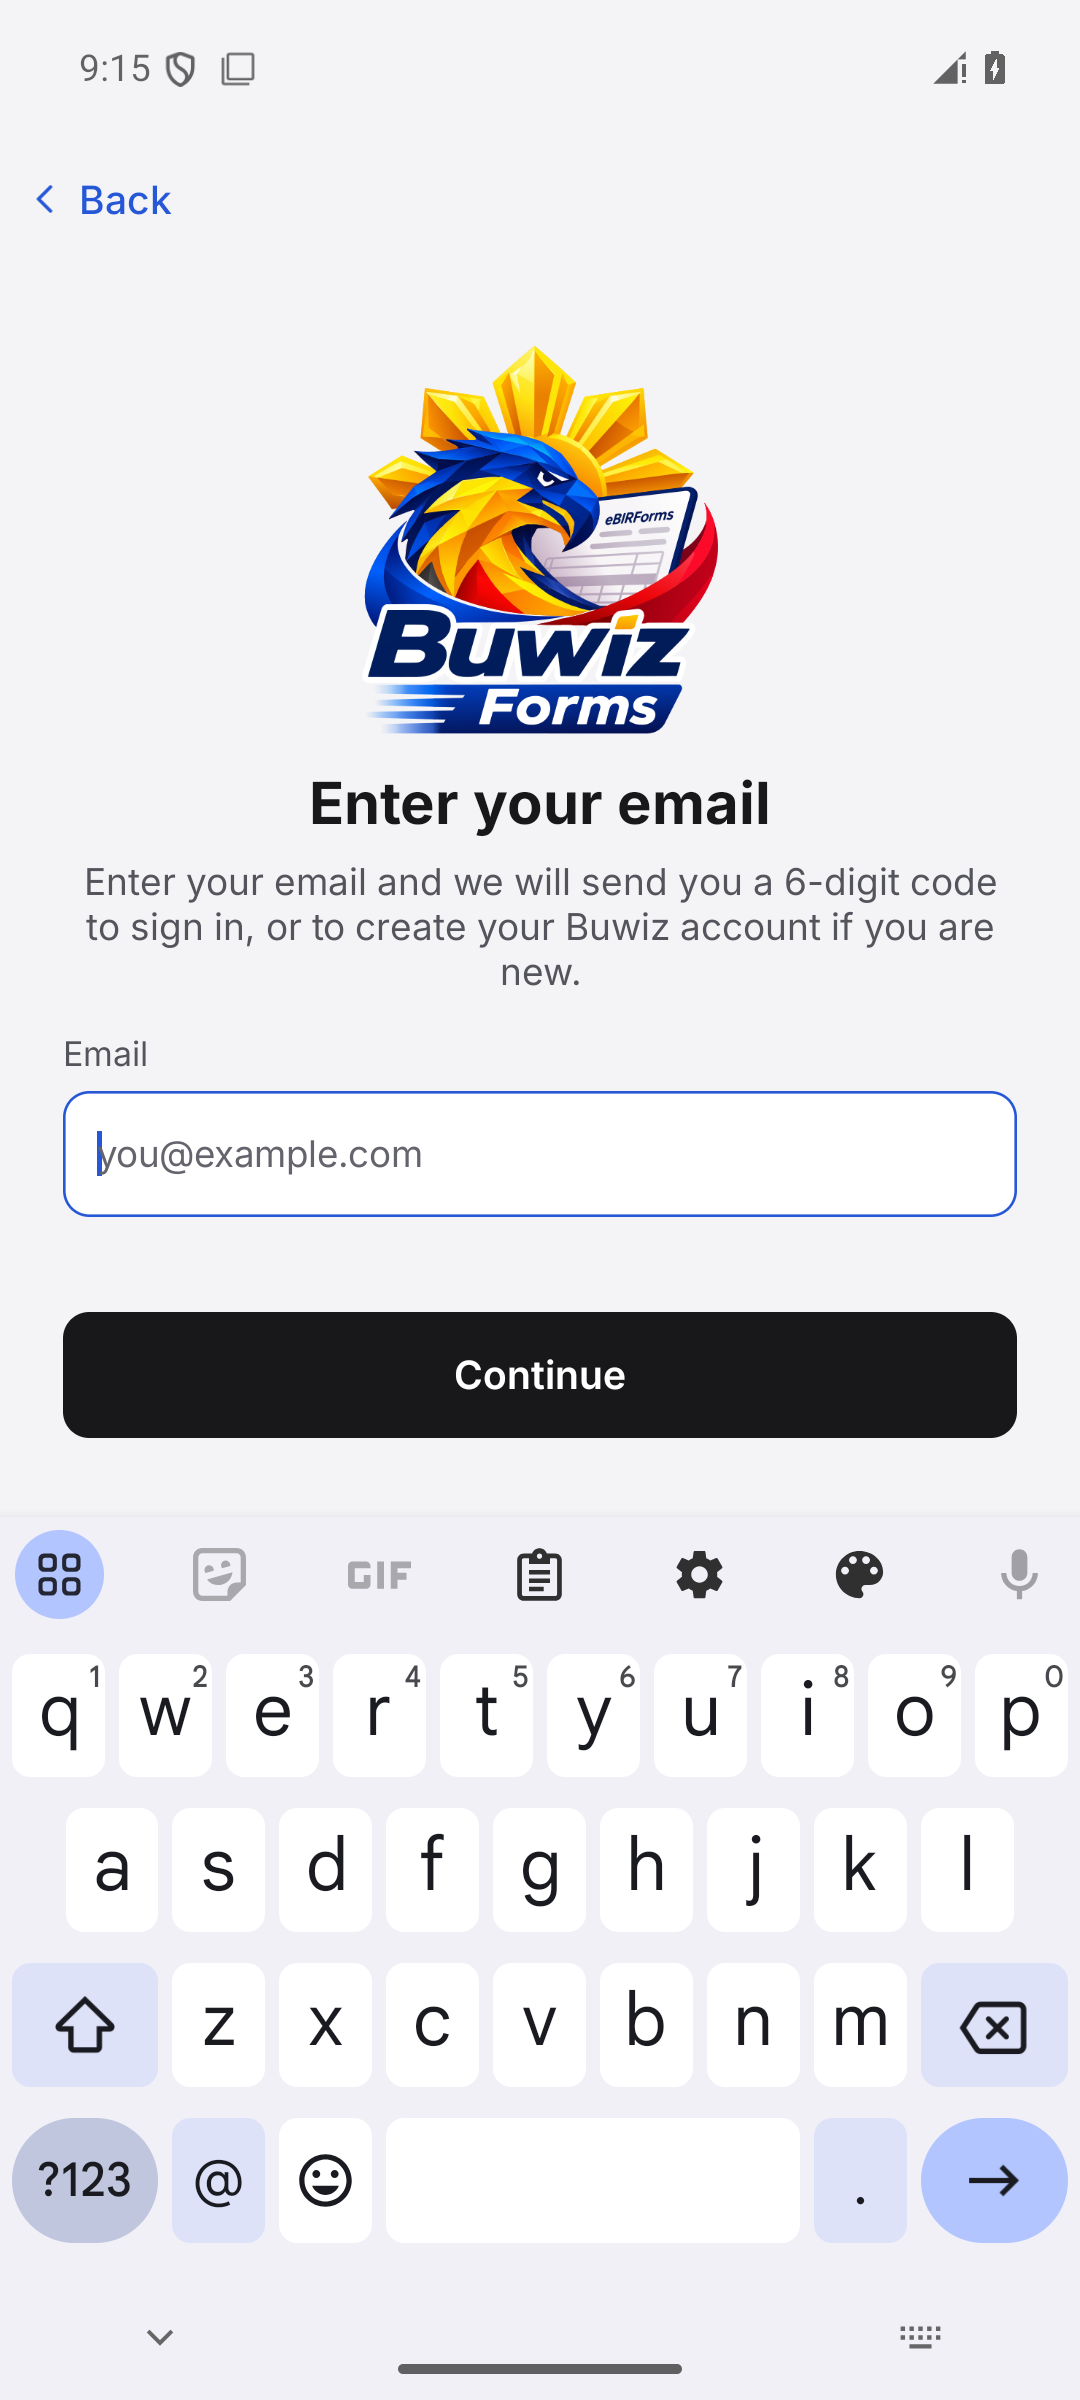 9:15
Back
eBIRForms
Buwiz
Forms
Enter your email
Enter your email and we will send you a 6-digit code
to sign in, or to create your Buwiz account if you are
new.
Email
you@example.com
Continue
GIF
q1 w2 e3 r4 t5 y6 u7 i8 o9 p0
a s d f g h j k l
z x c v b n m
?123 @ .